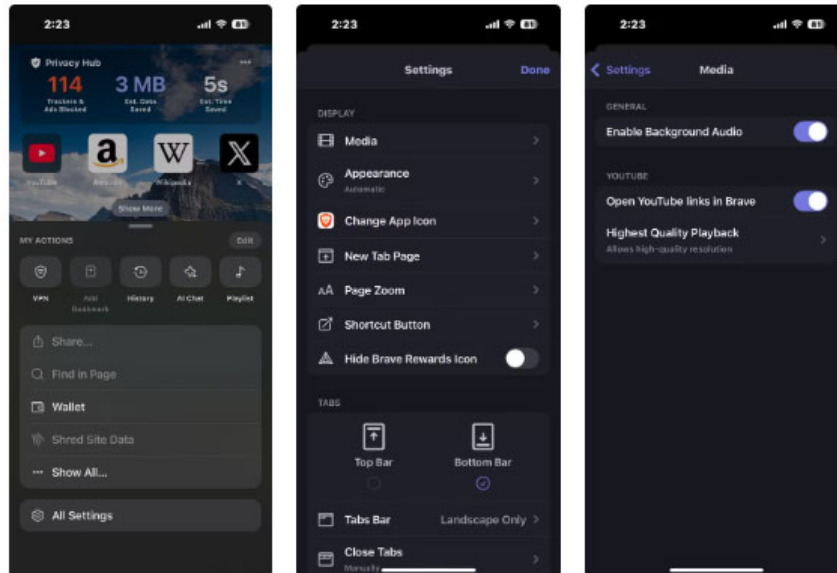 2:23
81
Privacy Hub
114
Trackers &
Ads Blocked
3 MB
Est. Data
Saved
5s
Est. Time
Saved
a
W
X
YouTube
Amazon
Wikipedia
X
Show More
MY ACTIONS
Edit
VPN
Add
Bookmark
History
AI Chat
Playlist
Share...
Find in Page
Wallet
Shred Site Data
Show All...
All Settings
2:23
81
Settings
Done
DISPLAY
Media
Appearance
Automatic
Change App Icon
New Tab Page
AA Page Zoom
Shortcut Button
Hide Brave Rewards Icon
TABS
Top Bar
Bottom Bar
Tabs Bar
Landscape Only
Close Tabs
Manually
2:23
81
Settings
Media
GENERAL
Enable Background Audio
YOUTUBE
Open YouTube links in Brave
Highest Quality Playback
Allows high-quality resolution